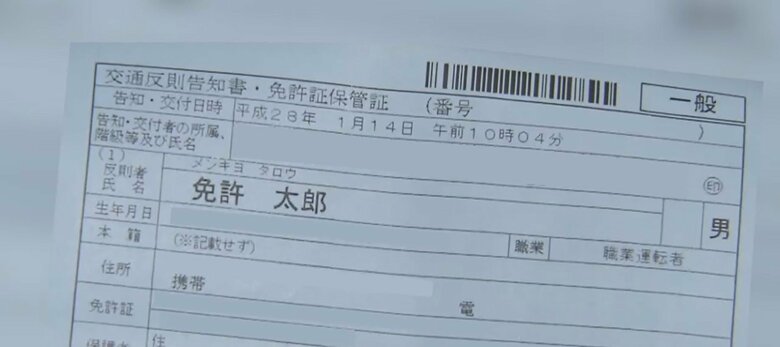 交通反則告知書・免許証保管証 (番号 ) 一般
告知・交付日時 平成28年 1月14日 午前10時04分
告知・交付者の所属、
階級等及び氏名 印
(1) メンキヨ タロウ
反則者
氏名 免許 太郎 男
生年月日
本籍 (※記載せず) 職業 職業運転者
住所 携帯 電
免許証
住